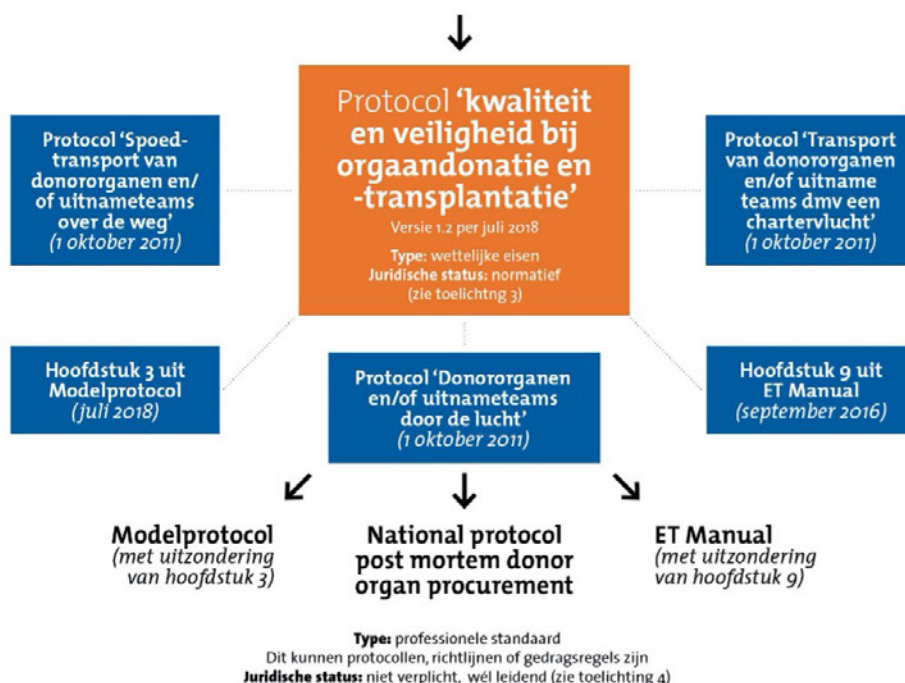 Protocol ‘kwaliteit
en veiligheid bij
orgaandonatie en
-transplantatie’
Versie 1.2 per juli 2018
Type: wettelijke eisen
Juridische status: normatief
(zie toelichtng 3)
Protocol ‘Spoed-
transport van
donororganen en/
of uitnameteams
over de weg’
(1 oktober 2011)
Protocol ‘Transport
van donororganen
en/of uitname
teams dmv een
chartervlucht’
(1 oktober 2011)
Hoofdstuk 3 uit
Modelprotocol
(juli 2018)
Protocol ‘Donororganen
en/of uitnameteams
door de lucht’
(1 oktober 2011)
Hoofdstuk 9 uit
ET Manual
(september 2016)
Modelprotocol
(met uitzondering
van hoofdstuk 3)
National protocol
post mortem donor
organ procurement
ET Manual
(met uitzondering
van hoofdstuk 9)
Type: professionele standaard
Dit kunnen protocollen, richtlijnen of gedragsregels zijn
Juridische status: niet verplicht, wél leidend (zie toelichting 4)